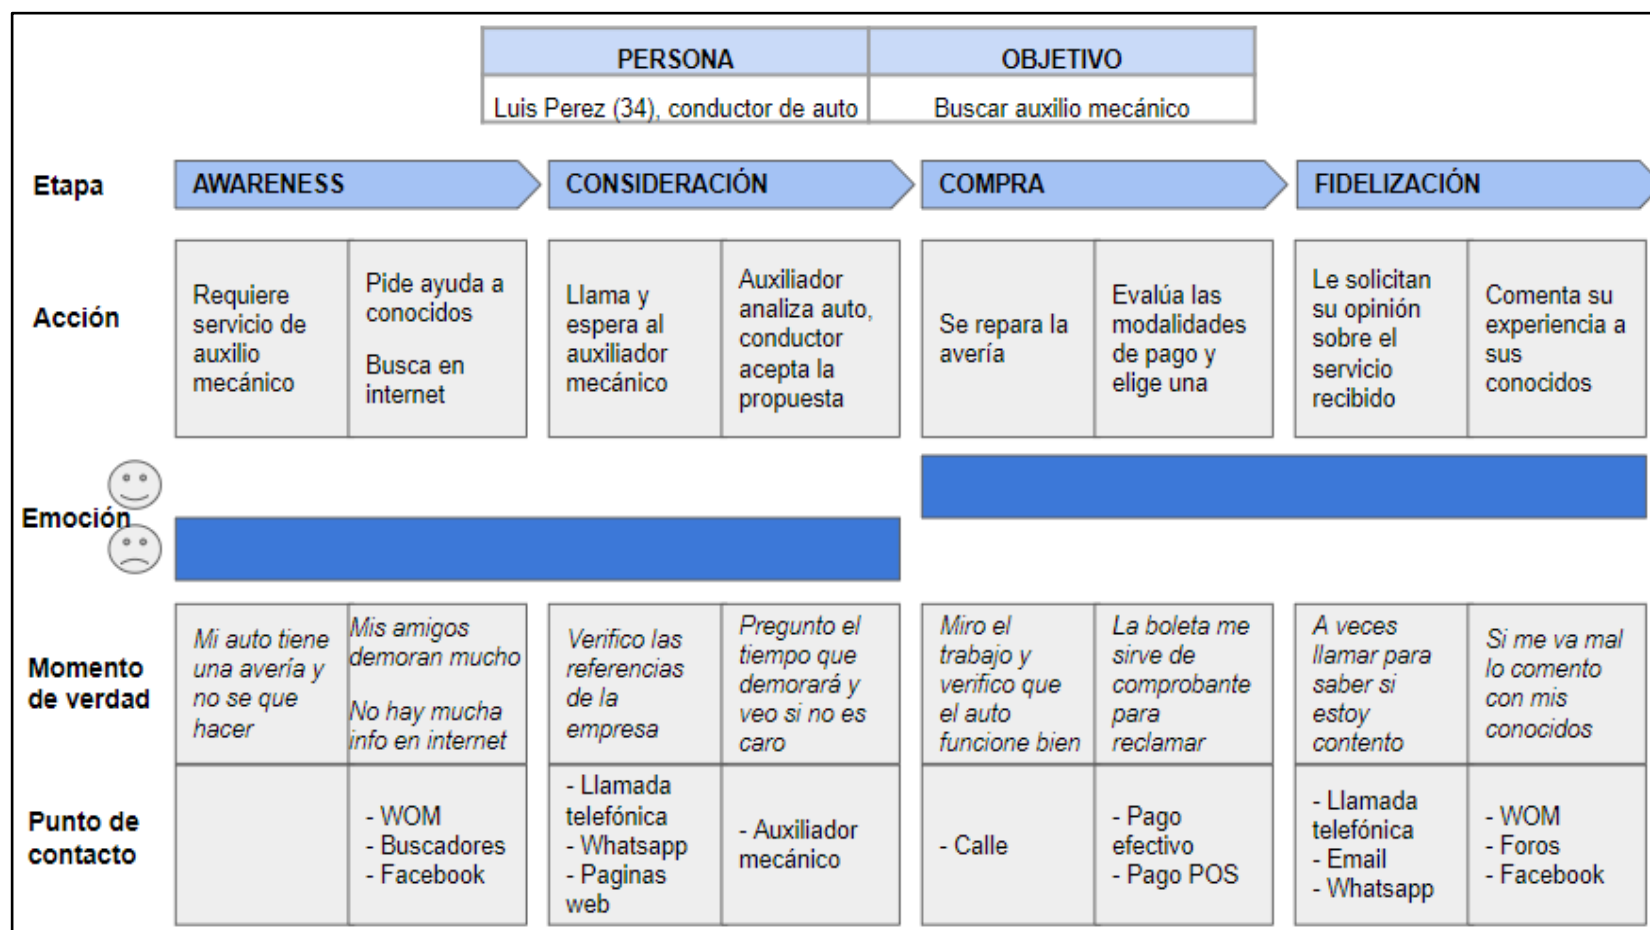 PERSONA
OBJETIVO
Luis Perez (34), conductor de auto
Buscar auxilio mecánico
Etapa
AWARENESS
CONSIDERACIÓN
COMPRA
FIDELIZACIÓN
Acción
Requiere
servicio de
auxilio
mecánico
Pide ayuda a
conocidos
Busca en
internet
Llama y
espera al
auxiliador
mecánico
Auxiliador
analiza auto,
conductor
acepta la
propuesta
Se repara la
avería
Evalúa las
modalidades
de pago y
elige una
Le solicitan
su opinión
sobre el
servicio
recibido
Comenta su
experiencia a
sus
conocidos
Emoción
Momento
de verdad
Mi auto tiene
una avería y
no se que
hacer
Mis amigos
demoran mucho
No hay mucha
info en internet
Verifico las
referencias
de la
empresa
Pregunto el
tiempo que
demorará y
veo si no es
caro
Miro el
trabajo y
verifico que
el auto
funcione bien
La boleta me
sirve de
comprobante
para
reclamar
A veces
llamar para
saber si
estoy
contento
Si me va mal
lo comento
con mis
conocidos
Punto de
contacto
- WOM
- Buscadores
- Facebook
- Llamada
telefónica
- Whatsapp
- Paginas
web
- Auxiliador
mecánico
- Calle
- Pago
efectivo
- Pago POS
- Llamada
telefónica
- Email
- Whatsapp
- WOM
- Foros
- Facebook